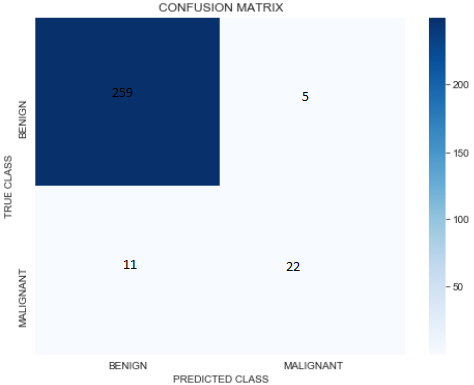 CONFUSION MATRIX
BENIGN
259
5
TRUE CLASS
MALIGNANT
11
22
BENIGN
MALIGNANT
PREDICTED CLASS
200
150
100
50